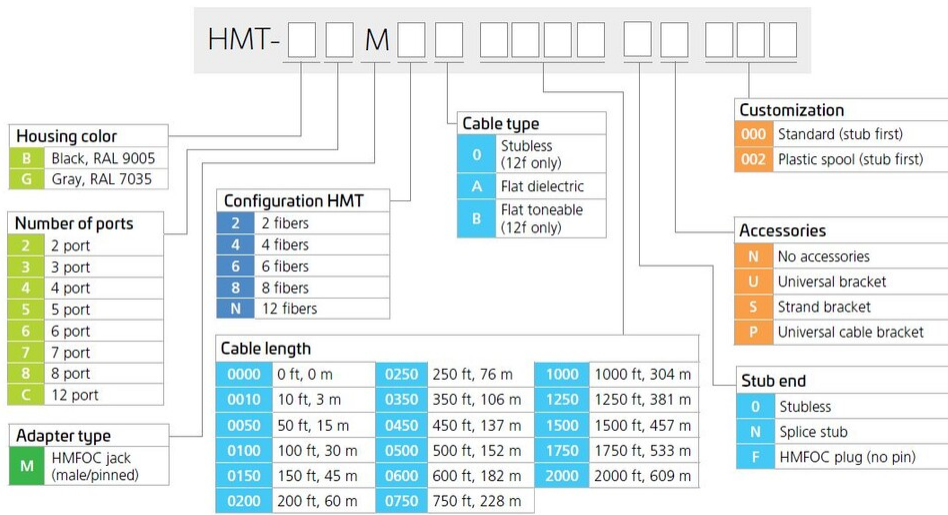 HMT- M
Housing color
B Black, RAL 9005
G Gray, RAL 7035
Number of ports
2 2 port
3 3 port
4 4 port
5 5 port
6 6 port
7 7 port
8 8 port
C 12 port
Adapter type
M HMFOC jack
(male/pinned)
Configuration HMT
2 2 fibers
4 4 fibers
6 6 fibers
8 8 fibers
N 12 fibers
Cable type
0 Stubless
(12f only)
A Flat dielectric
B Flat toneable
(12f only)
Cable length
0000 0 ft, 0 m 0250 250 ft, 76 m 1000 1000 ft, 304 m
0010 10 ft, 3 m 0350 350 ft, 106 m 1250 1250 ft, 381 m
0050 50 ft, 15 m 0450 450 ft, 137 m 1500 1500 ft, 457 m
0100 100 ft, 30 m 0500 500 ft, 152 m 1750 1750 ft, 533 m
0150 150 ft, 45 m 0600 600 ft, 182 m 2000 2000 ft, 609 m
0200 200 ft, 60 m 0750 750 ft, 228 m
Customization
000 Standard (stub first)
002 Plastic spool (stub first)
Accessories
N No accessories
U Universal bracket
S Strand bracket
P Universal cable bracket
Stub end
0 Stubless
N Splice stub
F HMFOC plug (no pin)